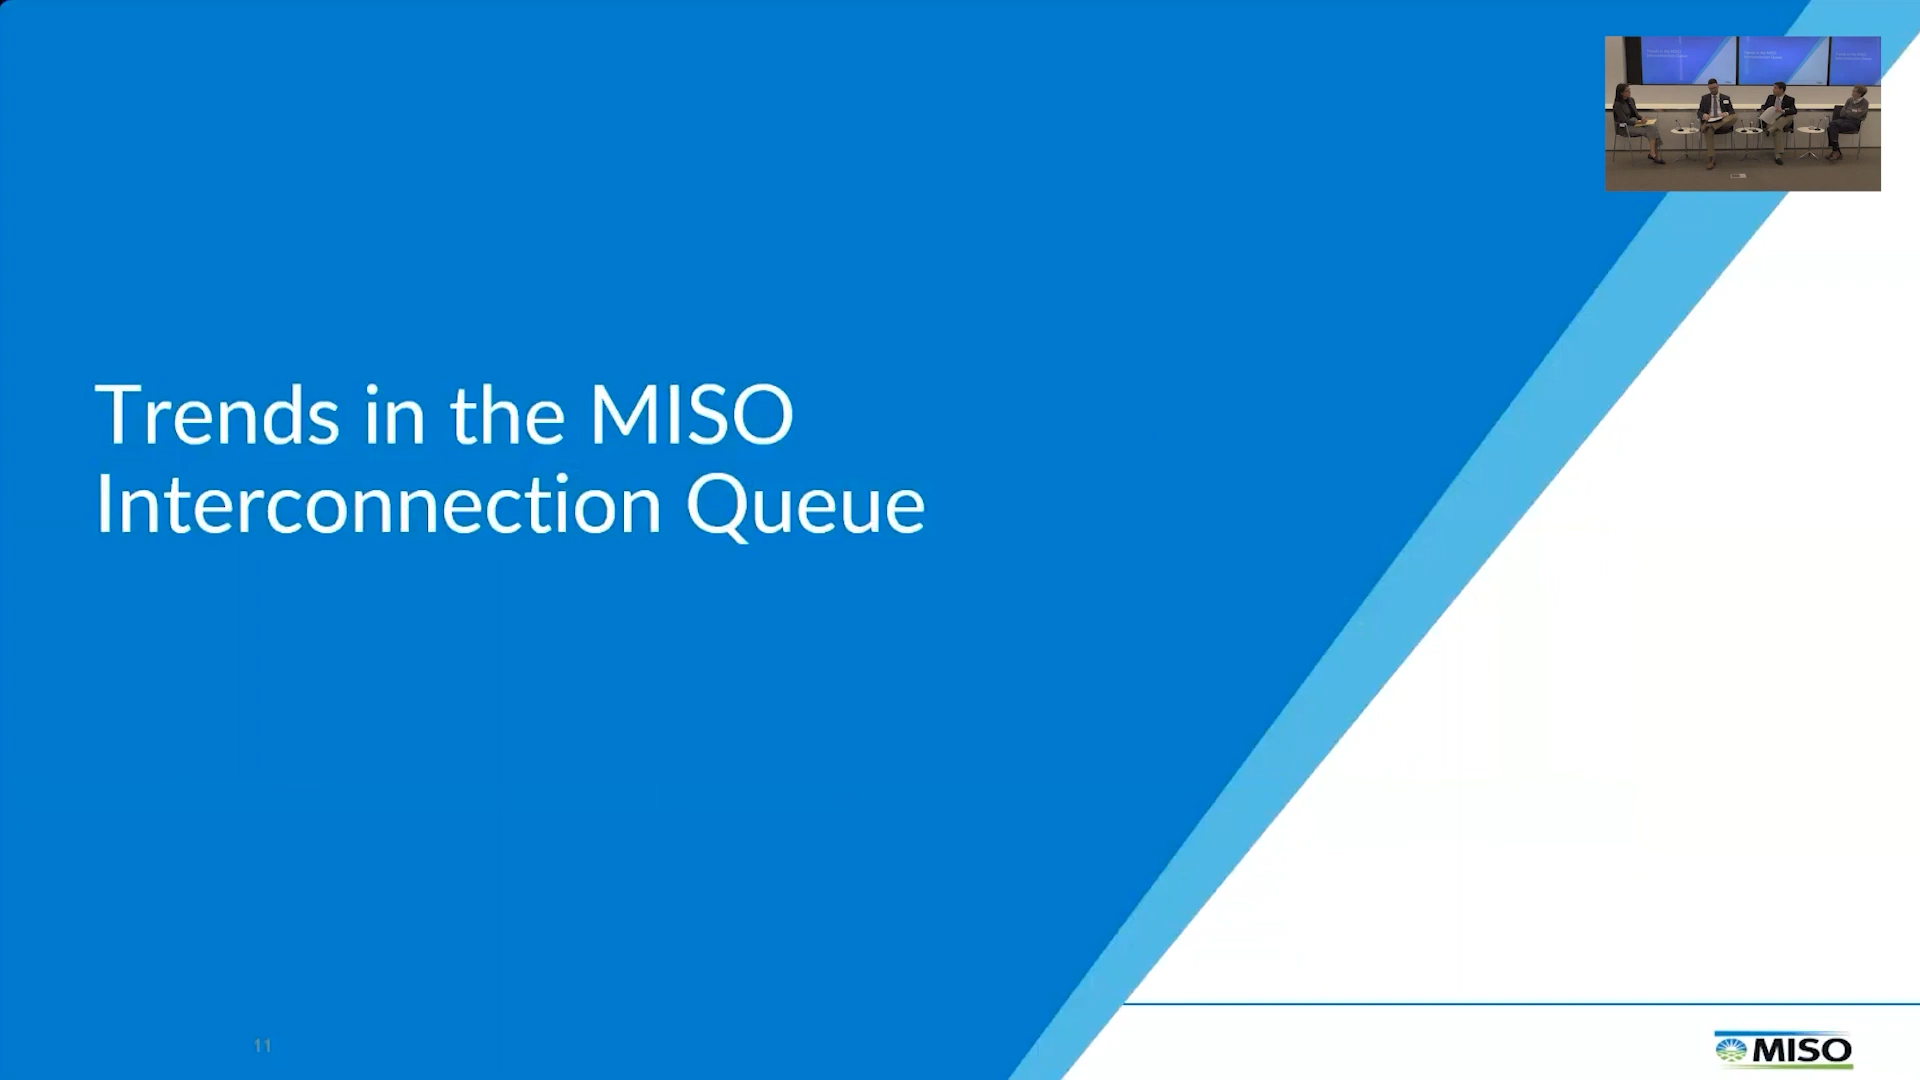 Trends in the MISO
Interconnection Queue
11
MISO